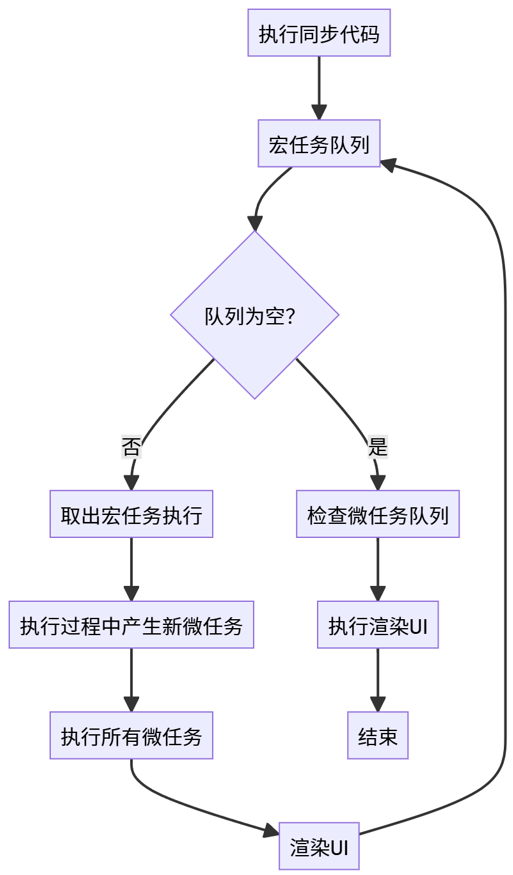 执行同步代码
宏任务队列
队列为空？
否
是
取出宏任务执行
检查微任务队列
执行过程中产生新微任务
执行渲染UI
执行所有微任务
结束
渲染UI